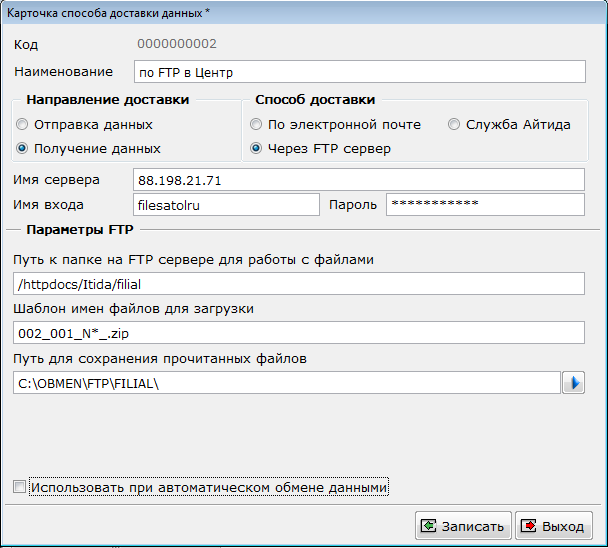 Карточка способа доставки данных *
Код 0000000002
Наименование по FTP в Центр
Направление доставки Способ доставки
Отправка данных По электронной почте Служба Айтида
Получение данных Через FTP сервер
Имя сервера 88.198.21.71
Имя входа filesatolru Пароль ***********
Параметры FTP
Путь к папке на FTP сервере для работы с файлами
/httpdocs/Itida/filial
Шаблон имен файлов для загрузки
002_001_N*_.zip
Путь для сохранения прочитанных файлов
C:\OBMEN\FTP\FILIAL\
Использовать при автоматическом обмене данными
Записать Выход